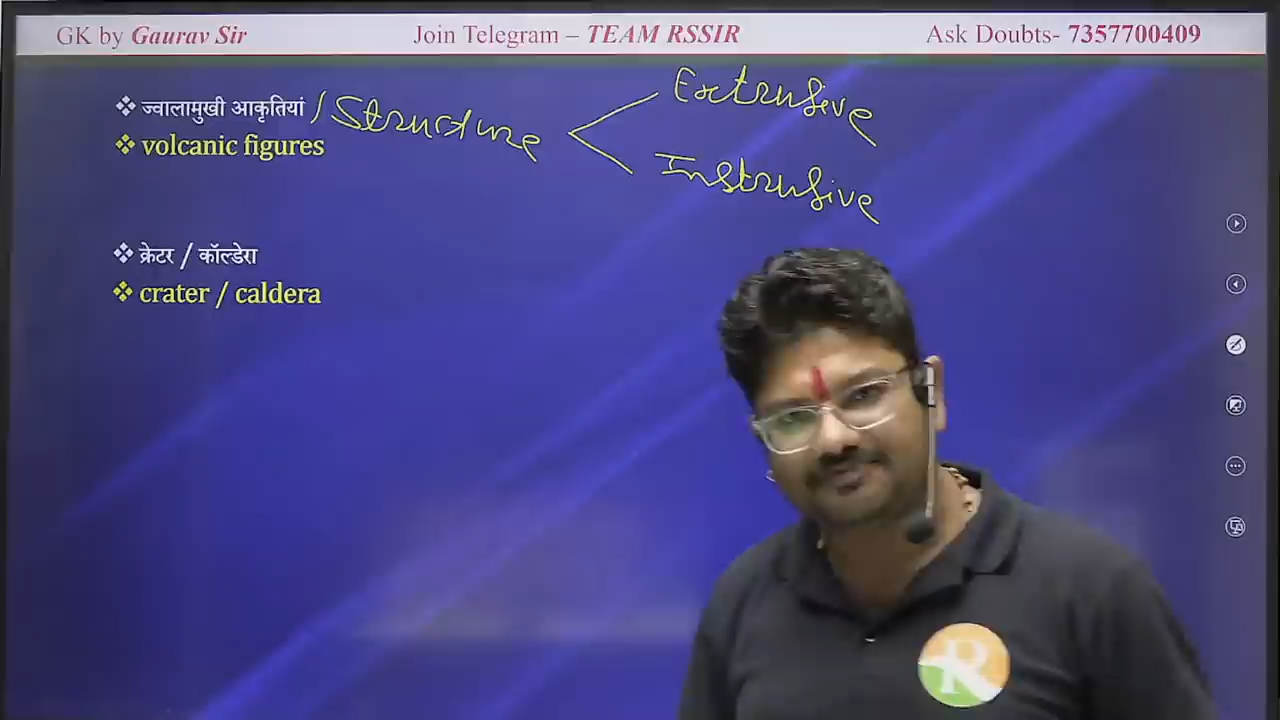 GK by Gaurav Sir
Join Telegram – TEAM RSSIR
Ask Doubts- 7357700409
❖ ज्वालामुखी आकृतियां / Structure
Extrusive
Instrusive
❖ volcanic figures
❖ क्रेटर / कॉल्डेरा
❖ crater / caldera
R